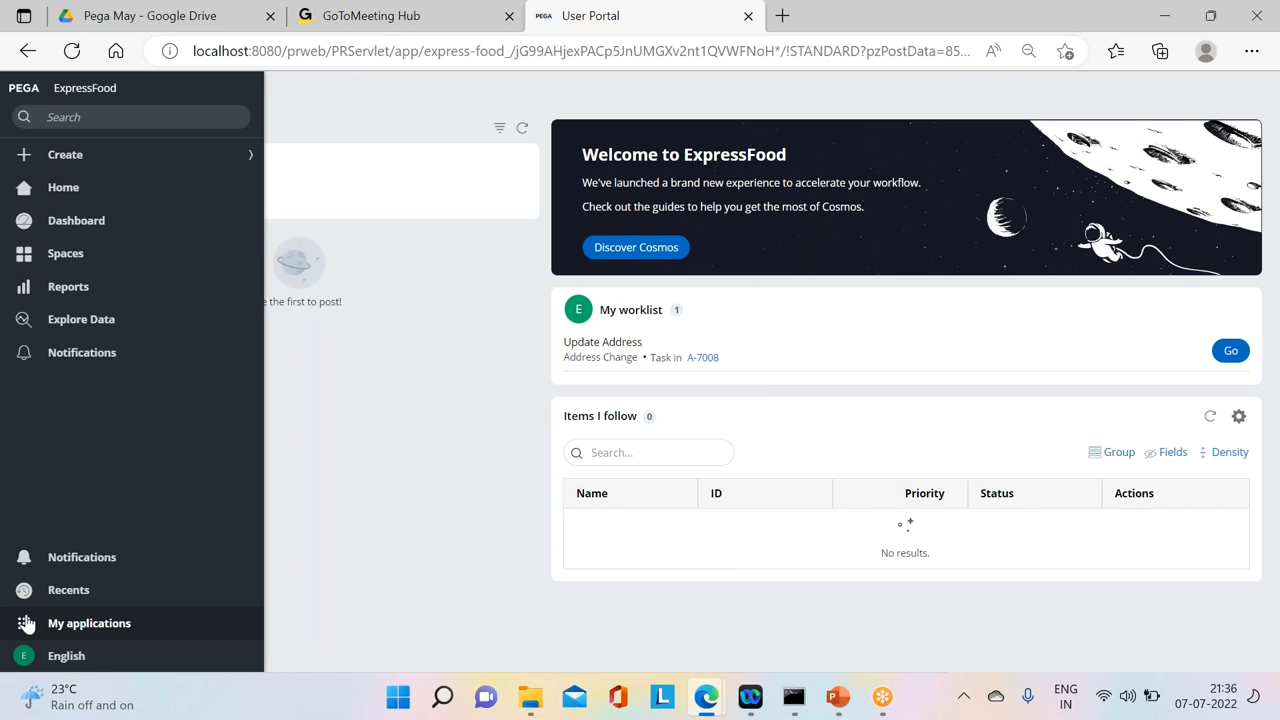 Pega May - Google Drive
GoToMeeting Hub
PEGA User Portal
localhost:8080/prweb/PRServlet/app/express-food_/jG99AHjexPACp5JnUMGXv2nt1QVWFNoH*/!STANDARD?pzPostData=85...
PEGA ExpressFood
Search
Create
Home
Dashboard
Spaces
Reports
Explore Data
Notifications
Notifications
Recents
My applications
E English
e the first to post!
Welcome to ExpressFood
We've launched a brand new experience to accelerate your workflow.
Check out the guides to help you get the most of Cosmos.
Discover Cosmos
E My worklist 1
Update Address
Address Change • Task in A-7008
Go
Items I follow 0
Search...
Group Fields Density
Name ID Priority Status Actions
No results.
23°C
Rain off and on
ENG
IN
21:36
07-07-2022